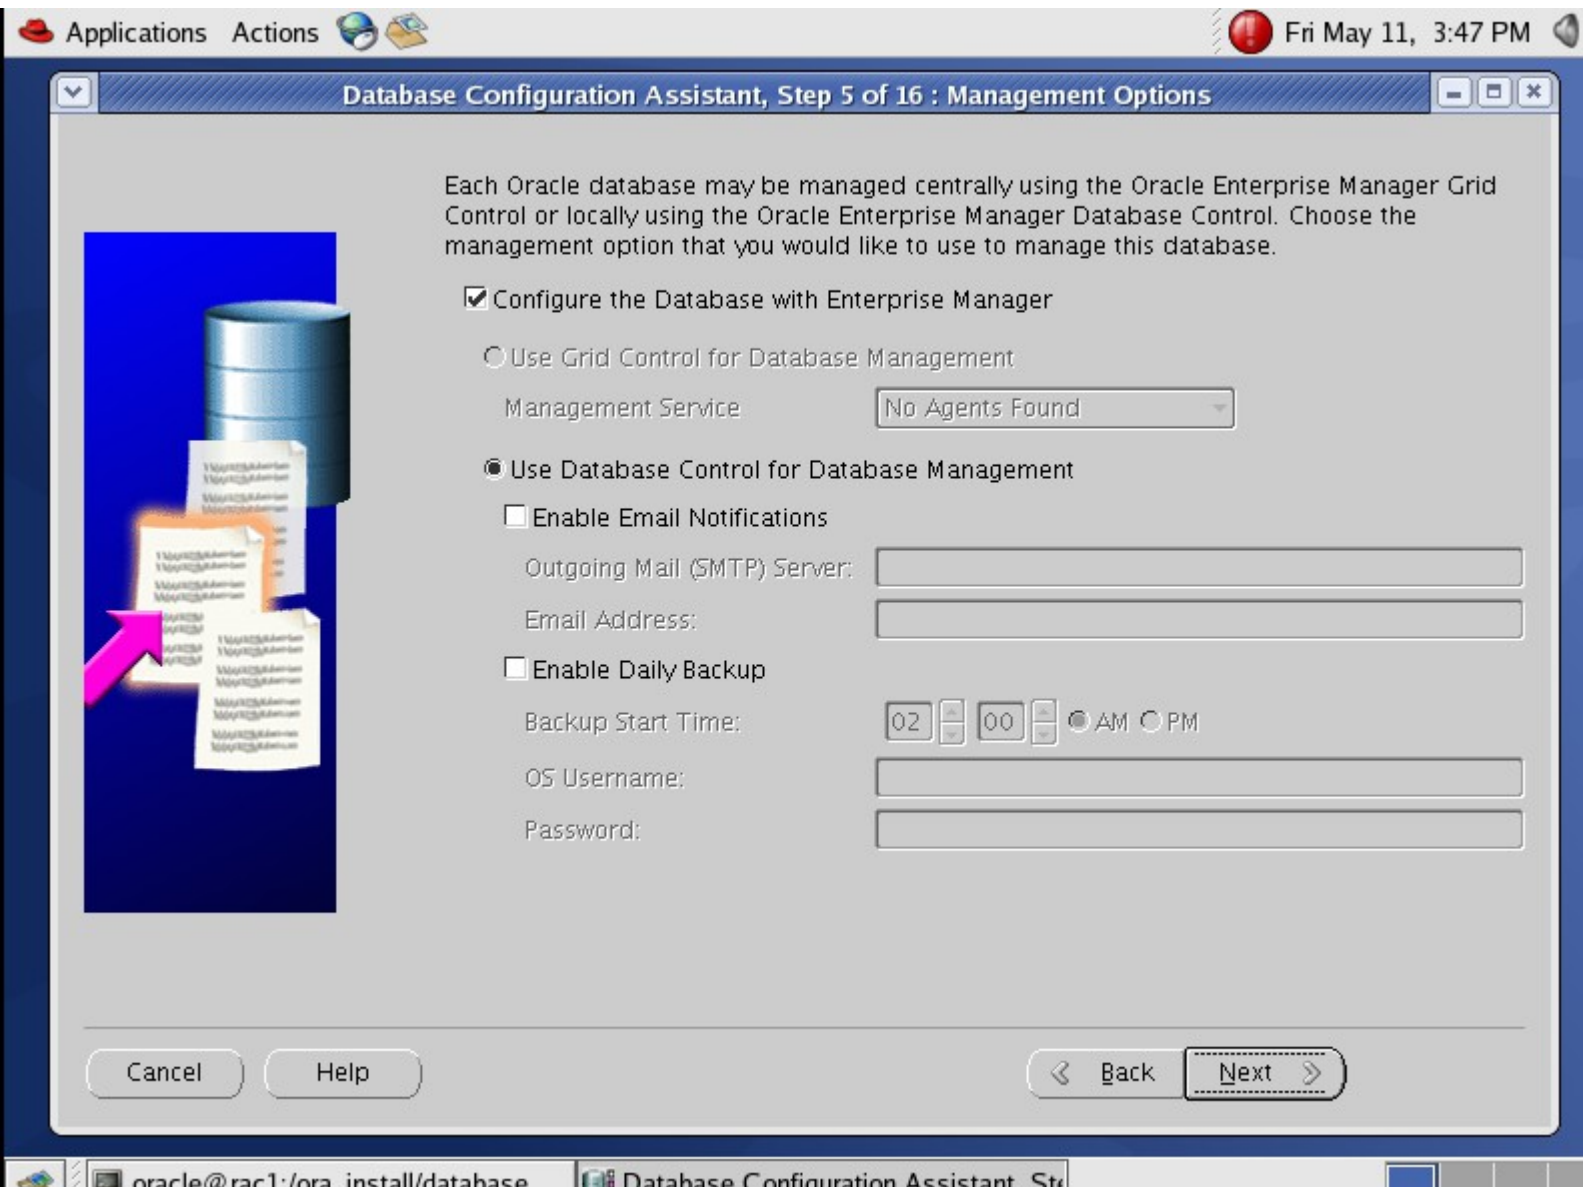 Applications Actions Fri May 11, 3:47 PM
Database Configuration Assistant, Step 5 of 16 : Management Options
Each Oracle database may be managed centrally using the Oracle Enterprise Manager Grid
Control or locally using the Oracle Enterprise Manager Database Control. Choose the
management option that you would like to use to manage this database.
Configure the Database with Enterprise Manager
Use Grid Control for Database Management
Management Service No Agents Found
Use Database Control for Database Management
Enable Email Notifications
Outgoing Mail (SMTP) Server:
Email Address:
Enable Daily Backup
Backup Start Time: 02 00 AM PM
OS Username:
Password:
Cancel Help Back Next
oracle@rac1:/ora_install/database Database Configuration Assistant, Ste